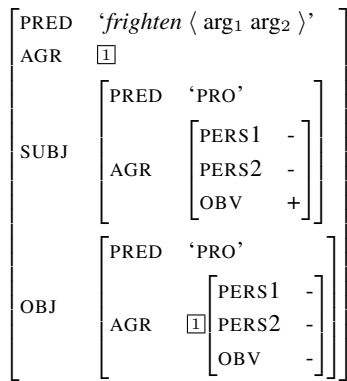 PRED ‘frighten ⟨ arg₁ arg₂ ⟩’
AGR 1
PRED ‘PRO’
PERS1 -
SUBJ AGR PERS2 -
OBV +
PRED ‘PRO’
PERS1 -
OBJ AGR 1 PERS2 -
OBV -